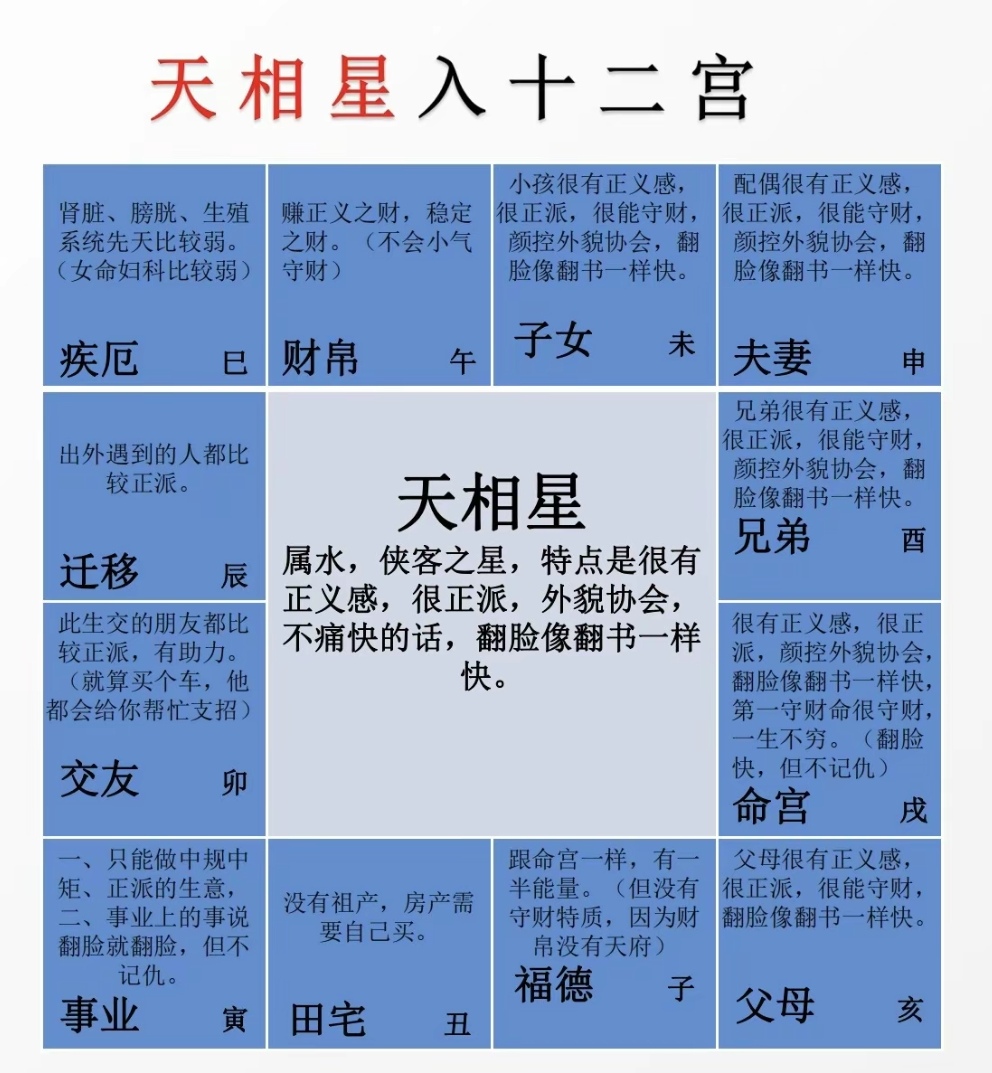 天相星入十二宫
肾脏、膀胱、生殖
系统先天比较弱。
（女命妇科比较弱）
疾厄 巳
赚正义之财，稳定
之财。（不会小气
守财）
财帛 午
小孩很有正义感，
很正派，很能守财，
颜控外貌协会，翻
脸像翻书一样快。
子女 未
配偶很有正义感，
很正派，很能守财，
颜控外貌协会，翻
脸像翻书一样快。
夫妻 申
出外遇到的人都比
较正派。
迁移 辰
天相星
属水，侠客之星，特点是很有
正义感，很正派，外貌协会，
不痛快的话，翻脸像翻书一样
快。
兄弟很有正义感，
很正派，很能守财，
颜控外貌协会，翻
脸像翻书一样快。
兄弟 酉
此生交的朋友都比
较正派，有助力。
（就算买个车，他
都会给你帮忙支招）
交友 卯
很有正义感，很正
派，颜控外貌协会，
翻脸像翻书一样快，
第一守财命很守财，
一生不穷。（翻脸
快，但不记仇）
命宫 戌
一、只能做中规中
矩、正派的生意，
二、事业上的事说
翻脸就翻脸，但不
记仇。
事业 寅
没有祖产，房产需
要自己买。
田宅 丑
跟命宫一样，有一
半能量。（但没有
守财特质，因为财
帛没有天府）
福德 子
父母很有正义感，
很正派，很能守财，
翻脸像翻书一样快。
父母 亥